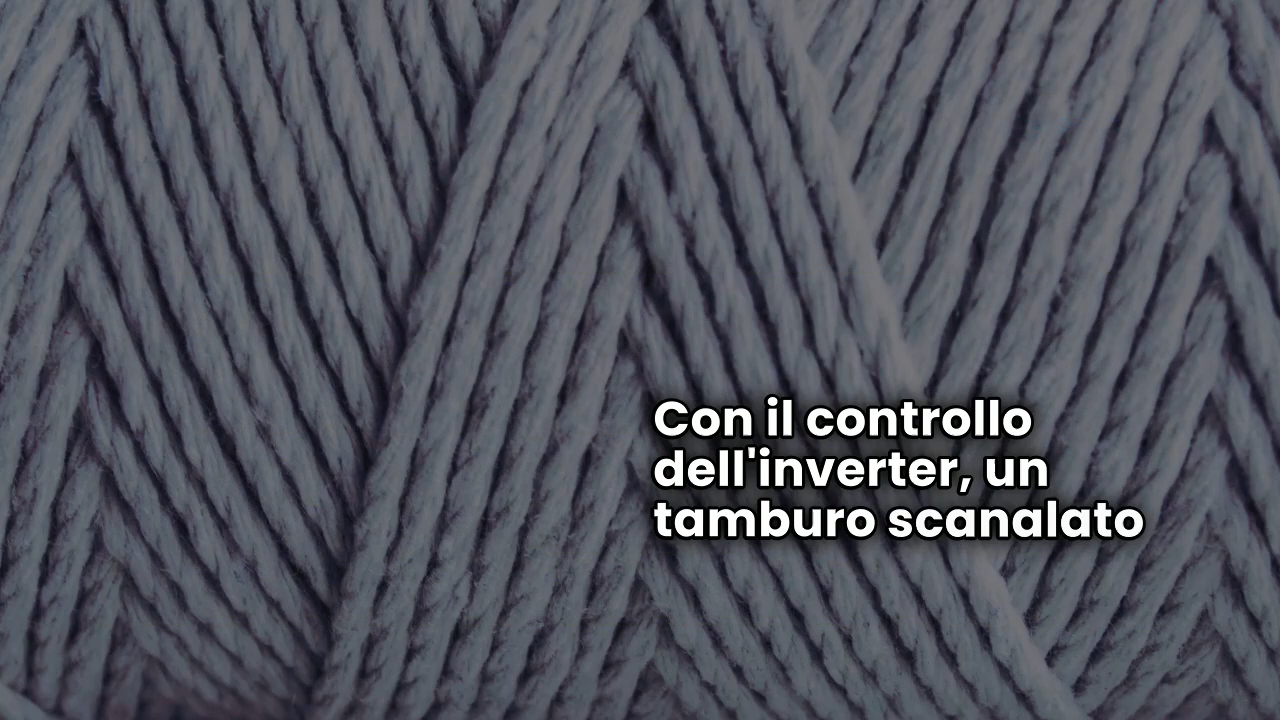 Con il controllo
dell'inverter, un
tamburo scanalato